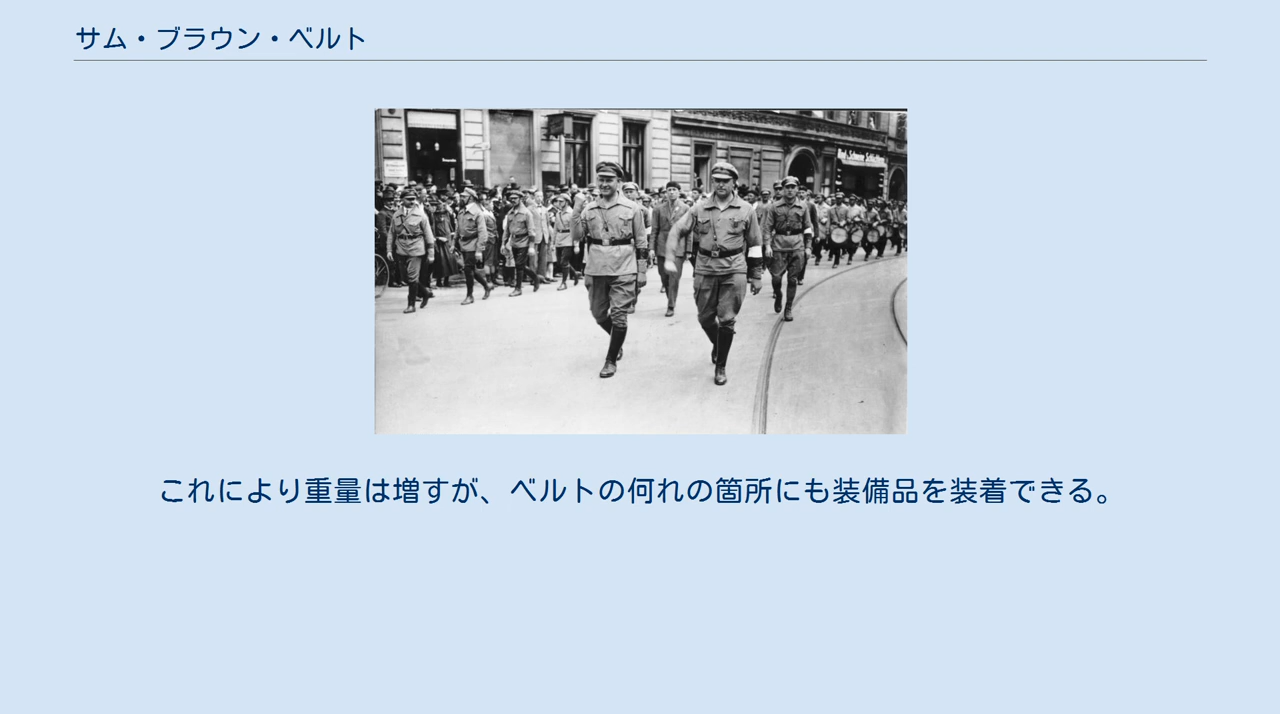 サム・ブラウン・ベルト
これにより重量は増すが、ベルトの何れの箇所にも装備品を装着できる。